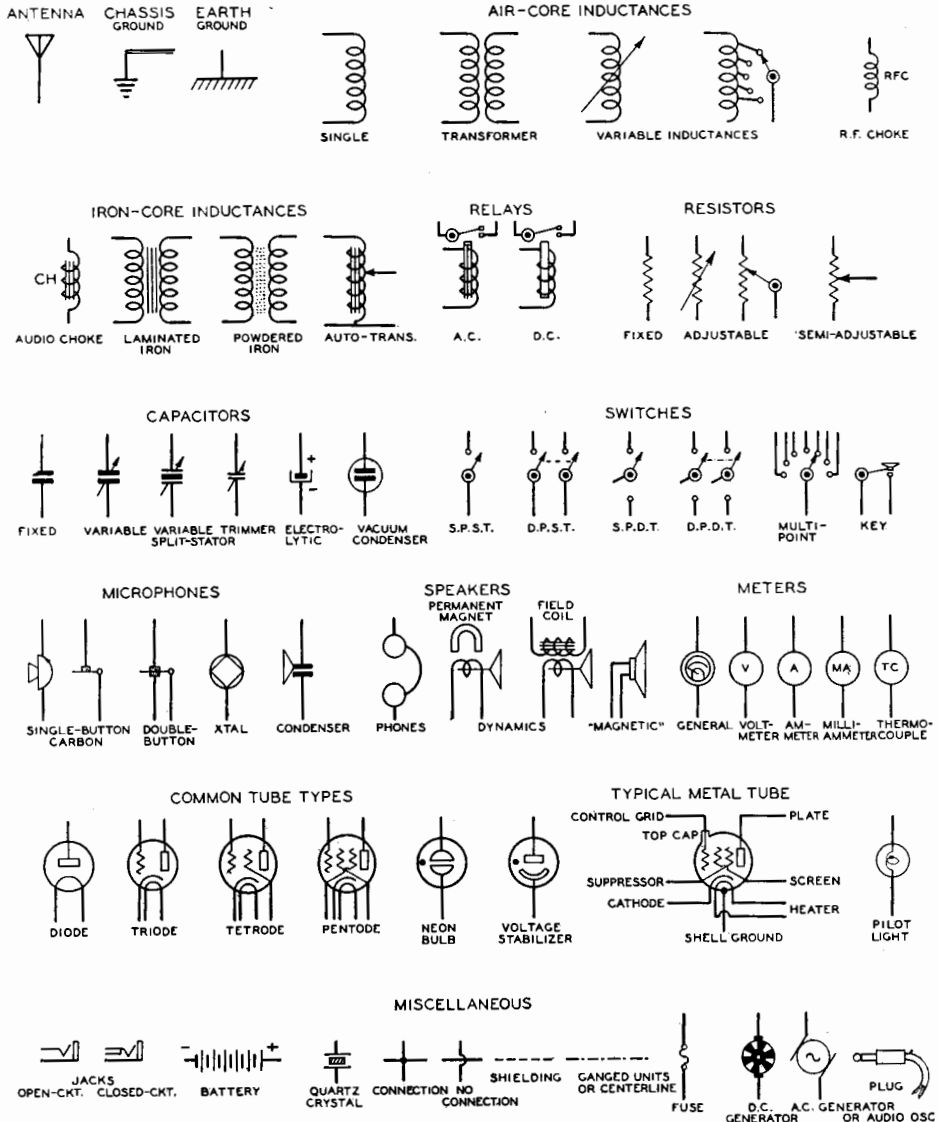 ANTENNA
CHASSIS
GROUND
EARTH
GROUND
AIR-CORE INDUCTANCES
SINGLE
TRANSFORMER
VARIABLE INDUCTANCES
RFC
R.F. CHOKE
IRON-CORE INDUCTANCES
RELAYS
RESISTORS
CH
AUDIO CHOKE
LAMINATED
IRON
POWDERED
IRON
AUTO-TRANS.
A.C.
D.C.
FIXED
ADJUSTABLE
SEMI-ADJUSTABLE
CAPACITORS
SWITCHES
+
-
FIXED
VARIABLE
VARIABLE
SPLIT-STATOR
TRIMMER
ELECTRO-
LYTIC
VACUUM
CONDENSER
S.P.S.T.
D.P.S.T.
S.P.D.T.
D.P.D.T.
MULTI-
POINT
KEY
MICROPHONES
SPEAKERS
PERMANENT
MAGNET
FIELD
COIL
METERS
V
A
MA
TC
SINGLE-BUTTON
CARBON
DOUBLE-
BUTTON
XTAL
CONDENSER
PHONES
DYNAMICS
"MAGNETIC"
GENERAL
VOLT-
METER
AM-
METER
MILLI-
AMMETER
THERMO-
COUPLE
COMMON TUBE TYPES
TYPICAL METAL TUBE
CONTROL GRID
PLATE
TOP CAP
SUPPRESSOR
SCREEN
CATHODE
HEATER
SHELL GROUND
DIODE
TRIODE
TETRODE
PENTODE
NEON
BULB
VOLTAGE
STABILIZER
PILOT
LIGHT
MISCELLANEOUS
- +
JACKS
OPEN-CKT. CLOSED-CKT.
BATTERY
QUARTZ
CRYSTAL
CONNECTION
NO
CONNECTION
SHIELDING
GANGED UNITS
OR CENTERLINE
FUSE
D.C.
GENERATOR
A.C. GENERATOR
OR AUDIO OSC
PLUG